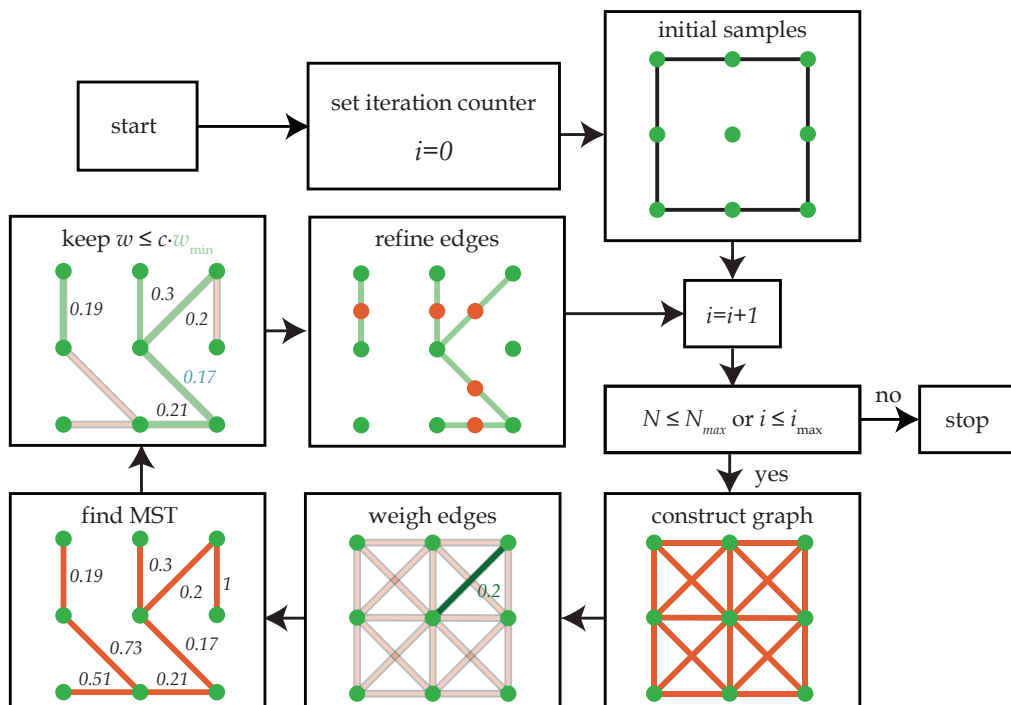 start
set iteration counter
i=0
initial samples
keep w ≤ c·w_min
0.19
0.3
0.2
0.17
0.21
refine edges
i=i+1
N ≤ N_max or i ≤ i_max
no
stop
yes
find MST
0.19
0.3
0.2
1
0.73
0.17
0.51
0.21
weigh edges
0.2
construct graph